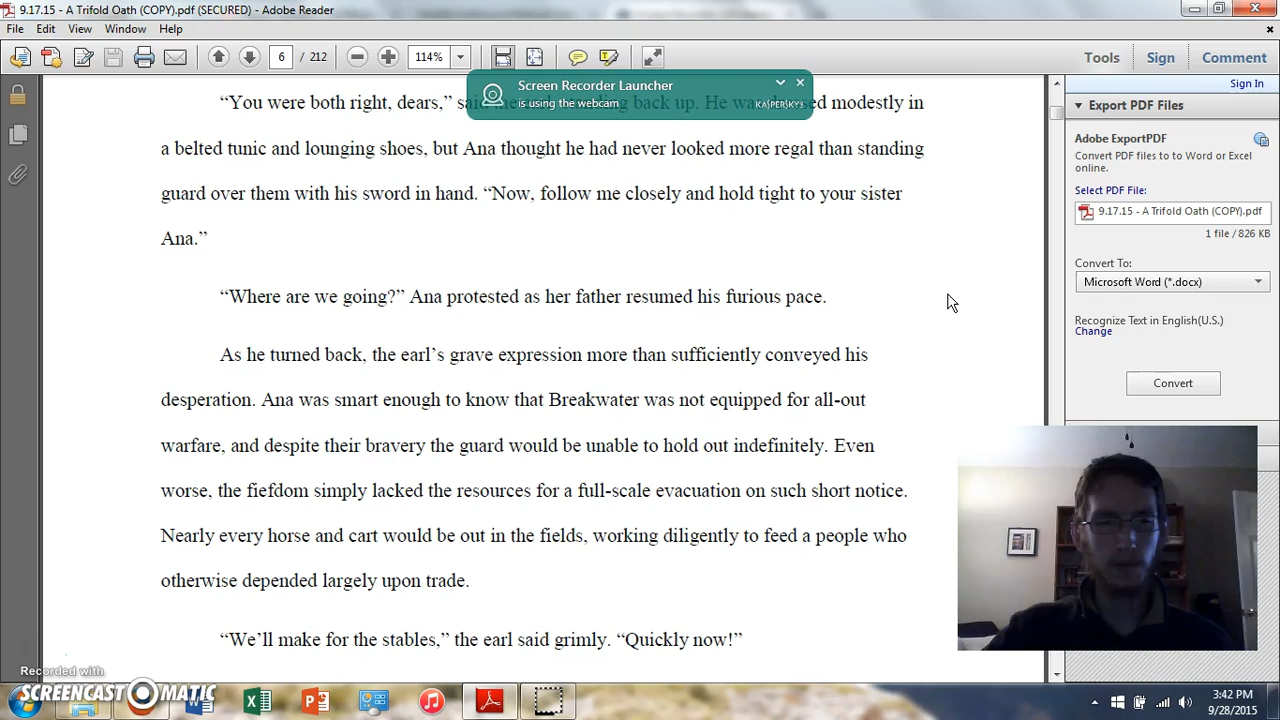 9.17.15 - A Trifold Oath (COPY).pdf (SECURED) - Adobe Reader
File Edit View Window Help
6 / 212 114% Tools Sign Comment
Screen Recorder Launcher
is using the webcam KASPERSKY
Sign In
Export PDF Files
Adobe ExportPDF
Convert PDF files to to Word or Excel
online.
Select PDF File:
9.17.15 - A Trifold Oath (COPY).pdf
1 file / 826 KB
Convert To:
Microsoft Word (*.docx)
Recognize Text in English(U.S.)
Change
Convert
“You were both right, dears,” back up. He modestly in
a belted tunic and lounging shoes, but Ana thought he had never looked more regal than standing
guard over them with his sword in hand. “Now, follow me closely and hold tight to your sister
Ana.”
“Where are we going?” Ana protested as her father resumed his furious pace.
As he turned back, the earl’s grave expression more than sufficiently conveyed his
desperation. Ana was smart enough to know that Breakwater was not equipped for all-out
warfare, and despite their bravery the guard would be unable to hold out indefinitely. Even
worse, the fiefdom simply lacked the resources for a full-scale evacuation on such short notice.
Nearly every horse and cart would be out in the fields, working diligently to feed a people who
otherwise depended largely upon trade.
“We’ll make for the stables,” the earl said grimly. “Quickly now!”
Recorded with
SCREENCAST MATIC
3:42 PM
9/28/2015